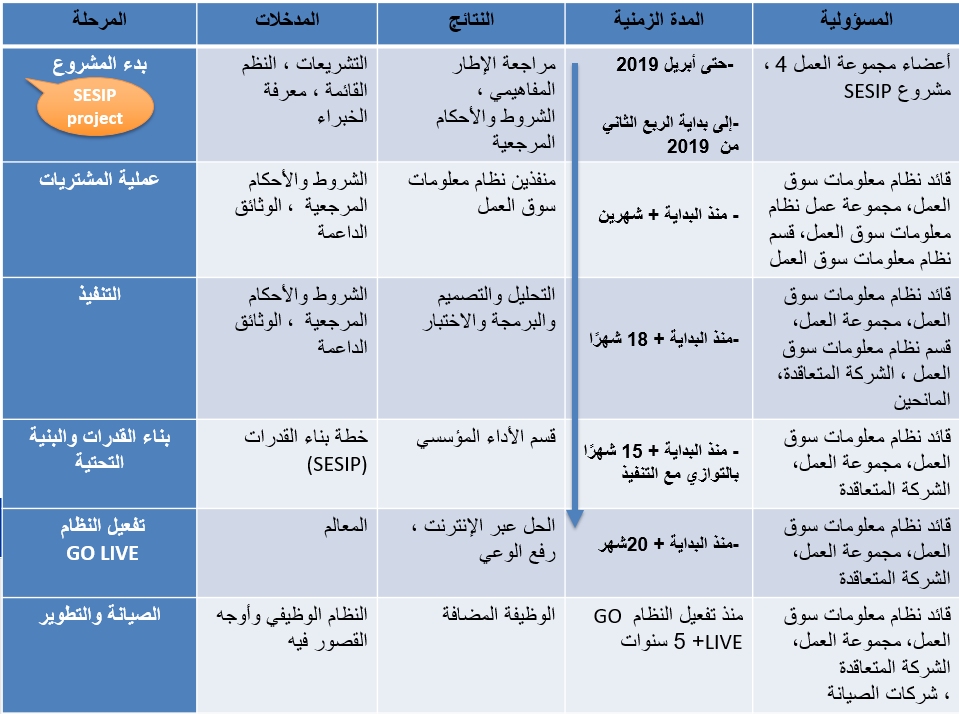 المرحلة
المدخلات
النتائج
المدة الزمنية
المسؤولية
بدء المشروع
SESIP
project
التشريعات ، النظم
القائمة ، معرفة
الخبراء
مراجعة الإطار
المفاهيمي ،
الشروط والأحكام
المرجعية
-حتى أبريل 2019
-إلى بداية الربع الثاني
من 2019
أعضاء مجموعة العمل 4 ،
مشروع SESIP
عملية المشتريات
الشروط والأحكام
المرجعية ، الوثائق
الداعمة
منفذين نظام معلومات
سوق العمل
- منذ البداية + شهرين
قائد نظام معلومات سوق
العمل، مجموعة عمل نظام
معلومات سوق العمل، قسم
نظام معلومات سوق العمل
التنفيذ
الشروط والأحكام
المرجعية ، الوثائق
الداعمة
التحليل والتصميم
والبرمجة والاختبار
-منذ البداية + 18 شهرًا
قائد نظام معلومات سوق
العمل، مجموعة العمل،
قسم نظام معلومات سوق
العمل ، الشركة المتعاقدة،
المانحين
بناء القدرات والبنية
التحتية
خطة بناء القدرات
(SESIP)
قسم الأداء المؤسسي
- منذ البداية + 15 شهرًا
بالتوازي مع التنفيذ
قائد نظام معلومات سوق
العمل، مجموعة العمل،
الشركة المتعاقدة
تفعيل النظام
GO LIVE
المعالم
الحل عبر الإنترنت ،
رفع الوعي
-منذ البداية + 20شهر
قائد نظام معلومات سوق
العمل، مجموعة العمل،
الشركة المتعاقدة
الصيانة والتطوير
النظام الوظيفي وأوجه
القصور فيه
الوظيفة المضافة
منذ تفعيل النظام GO
LIVE+ 5 سنوات
قائد نظام معلومات سوق
العمل، مجموعة العمل،
الشركة المتعاقدة
، شركات الصيانة